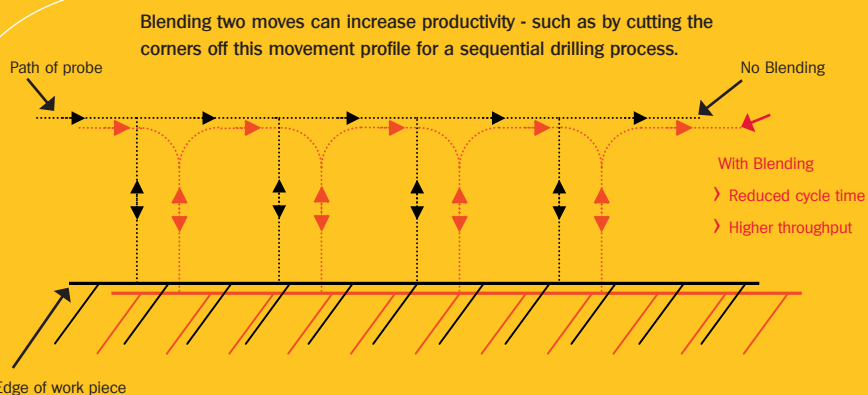 Blending two moves can increase productivity - such as by cutting the
corners off this movement profile for a sequential drilling process.
Path of probe
No Blending
With Blending
› Reduced cycle time
› Higher throughput
Edge of work piece